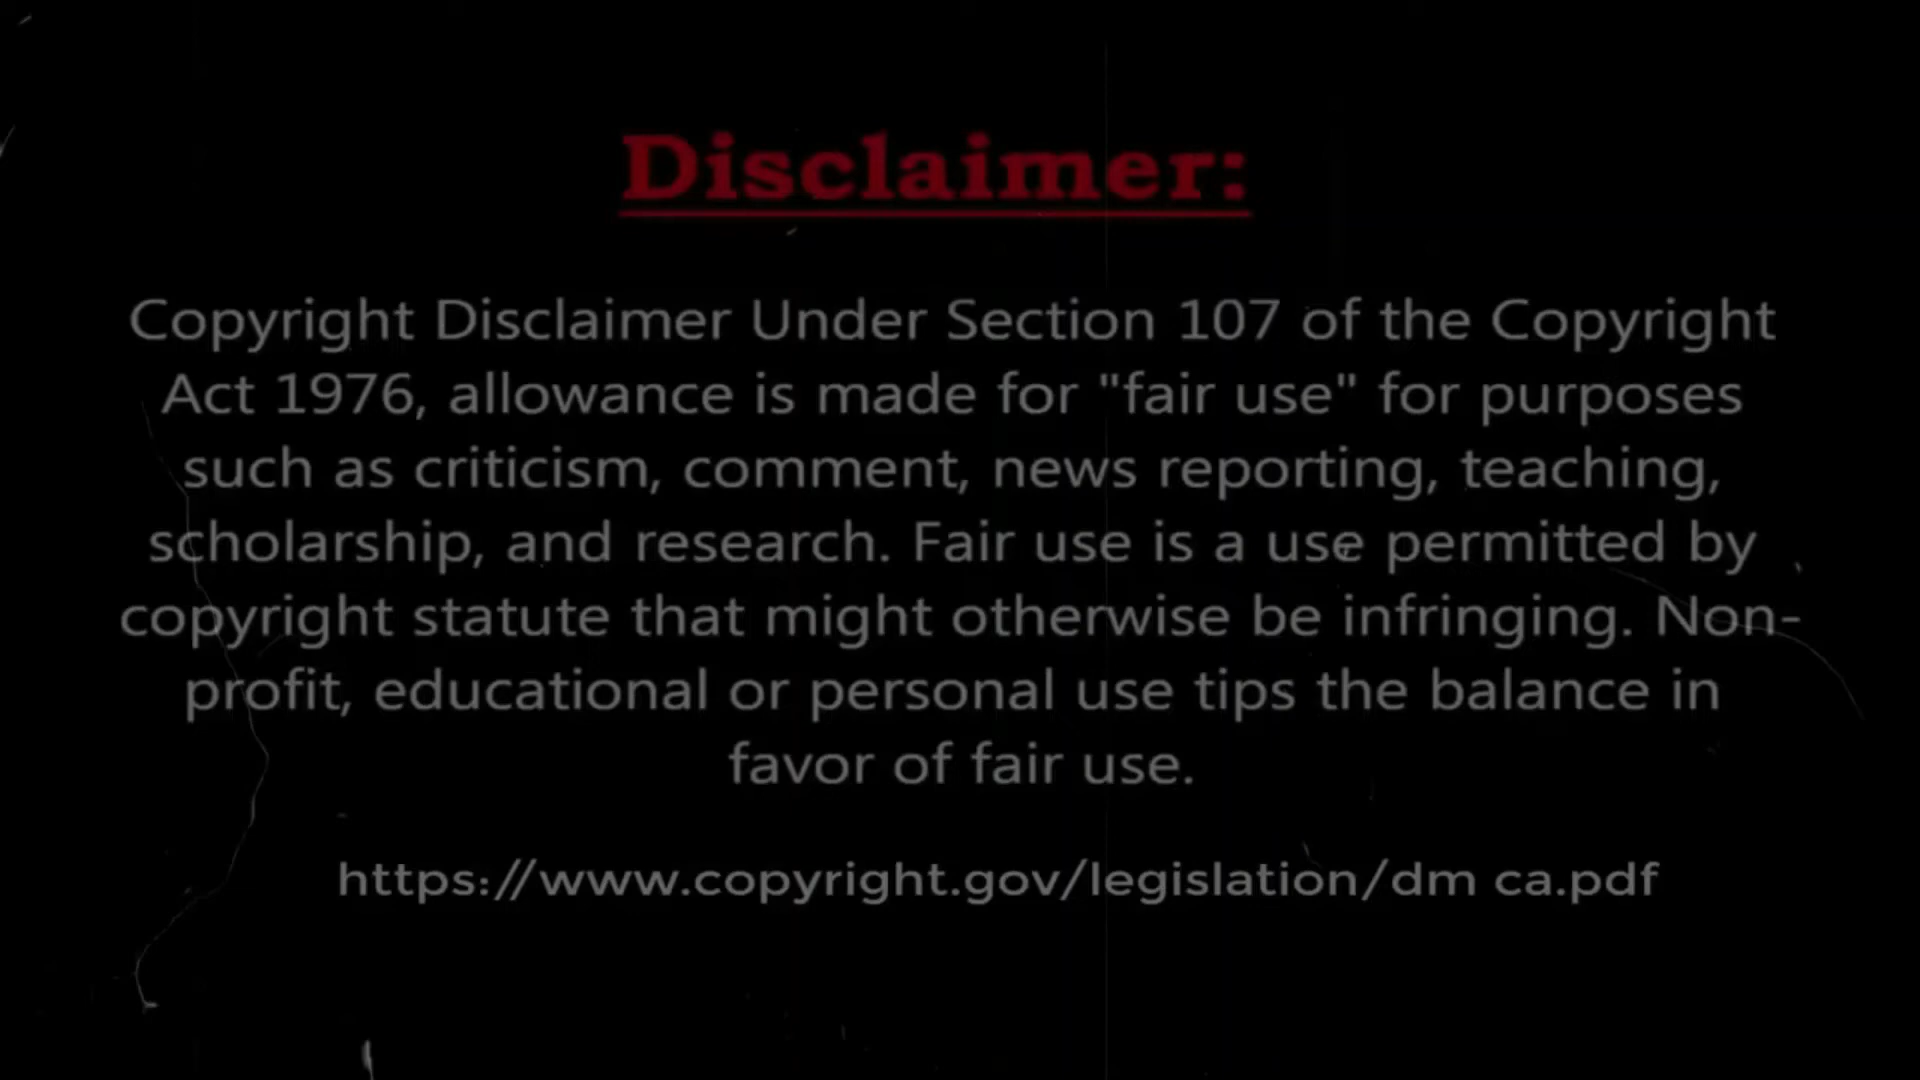 Disclaimer:
Copyright Disclaimer Under Section 107 of the Copyright
Act 1976, allowance is made for "fair use" for purposes
such as criticism, comment, news reporting, teaching,
scholarship, and research. Fair use is a use permitted by
copyright statute that might otherwise be infringing. Non-
profit, educational or personal use tips the balance in
favor of fair use.
https://www.copyright.gov/legislation/dm ca.pdf